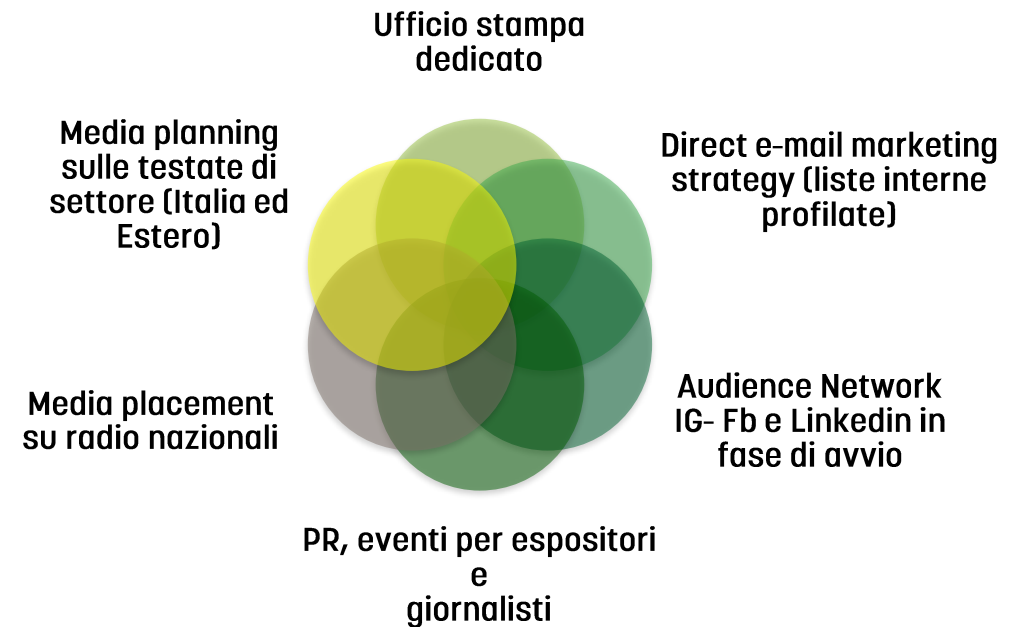 Ufficio stampa
dedicato
Media planning
sulle testate di
settore (Italia ed
Estero)
Direct e-mail marketing
strategy (liste interne
profilate)
Media placement
su radio nazionali
Audience Network
IG- Fb e Linkedin in
fase di avvio
PR, eventi per espositori
e
giornalisti